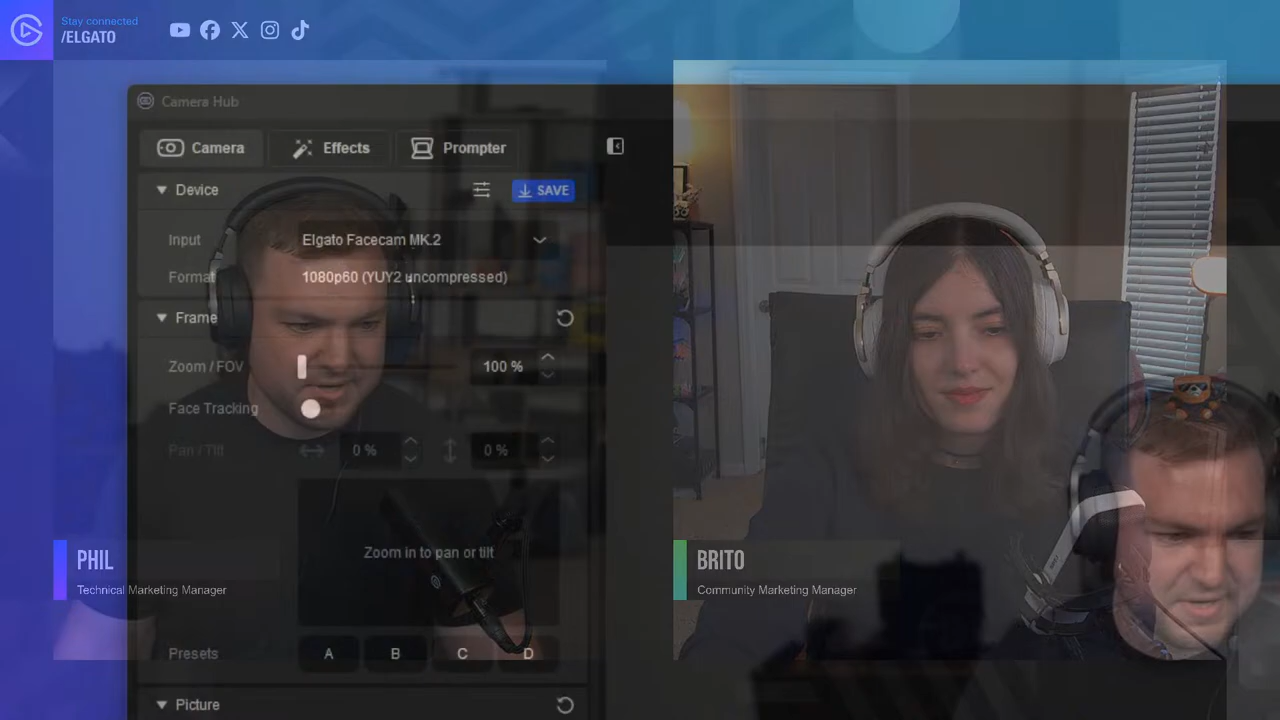 Stay connected
/ELGATO
Camera Hub
Camera
Effects
Prompter
Device
SAVE
Input
Elgato Facecam MK.2
Format
1080p60 (YUY2 uncompressed)
Frame
Zoom / FOV
100 %
Face Tracking
Pan / Tilt
0 %
0 %
Zoom in to pan or tilt
PHIL
Technical Marketing Manager
BRITO
Community Marketing Manager
Presets
A
B
C
D
Picture